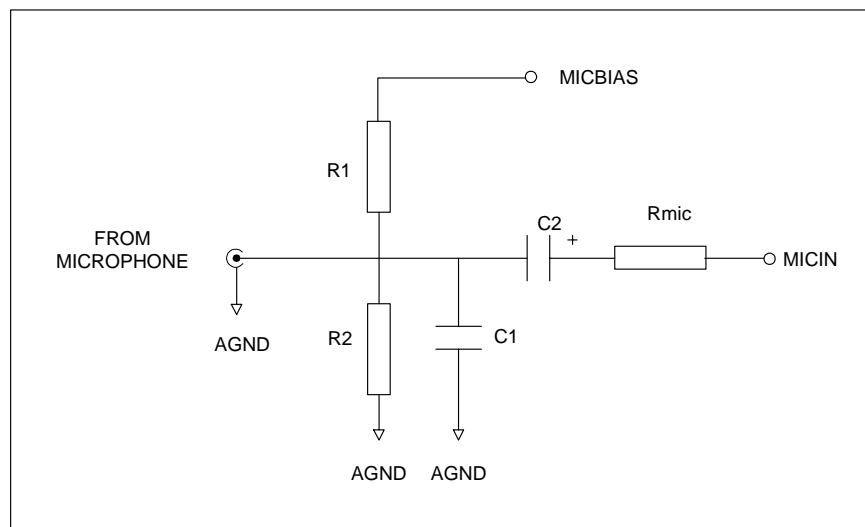 MICBIAS
R1
C2
+
Rmic
FROM
MICROPHONE
MICIN
AGND
R2
C1
AGND
AGND